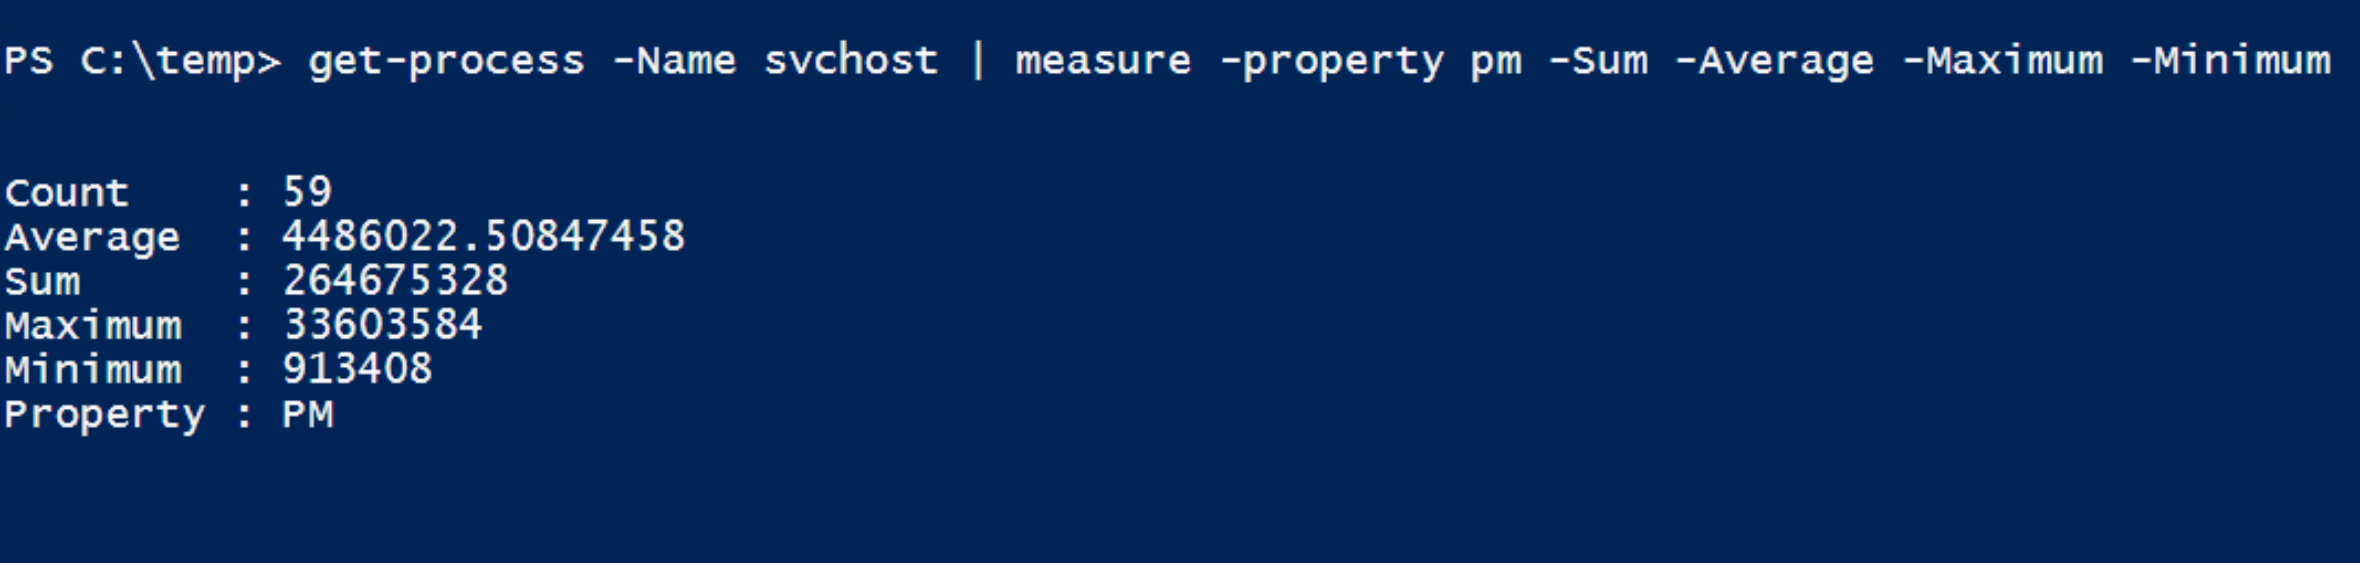 PS C:\temp> get-process -Name svchost | measure -property pm -Sum -Average -Maximum -Minimum
Count    : 59
Average  : 4486022.50847458
Sum      : 264675328
Maximum  : 33603584
Minimum  : 913408
Property : PM